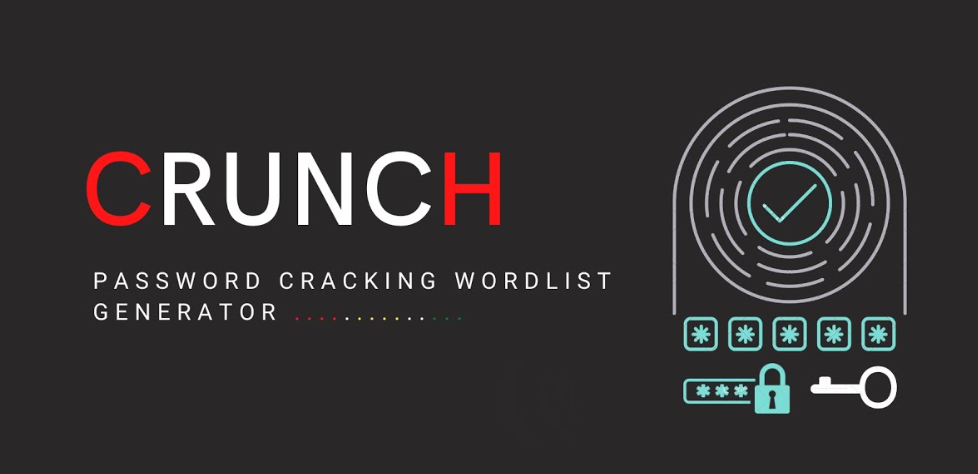 CRUNCH
PASSWORD CRACKING WORDLIST
GENERATOR ..................